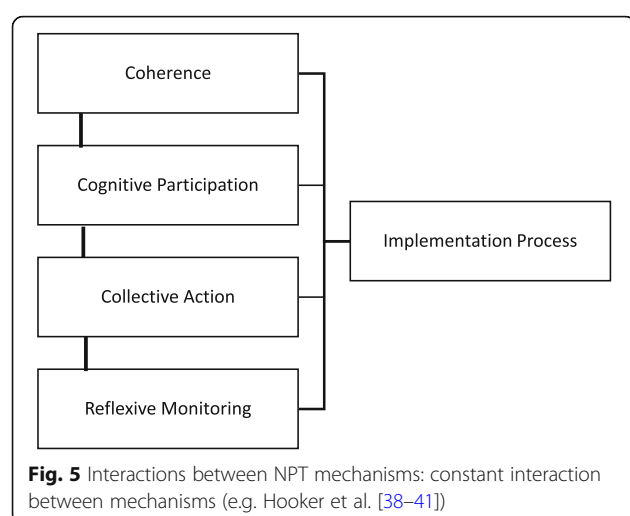 Coherence
Cognitive Participation
Implementation Process
Collective Action
Reflexive Monitoring
Fig. 5 Interactions between NPT mechanisms: constant interaction
between mechanisms (e.g. Hooker et al. [38–41])